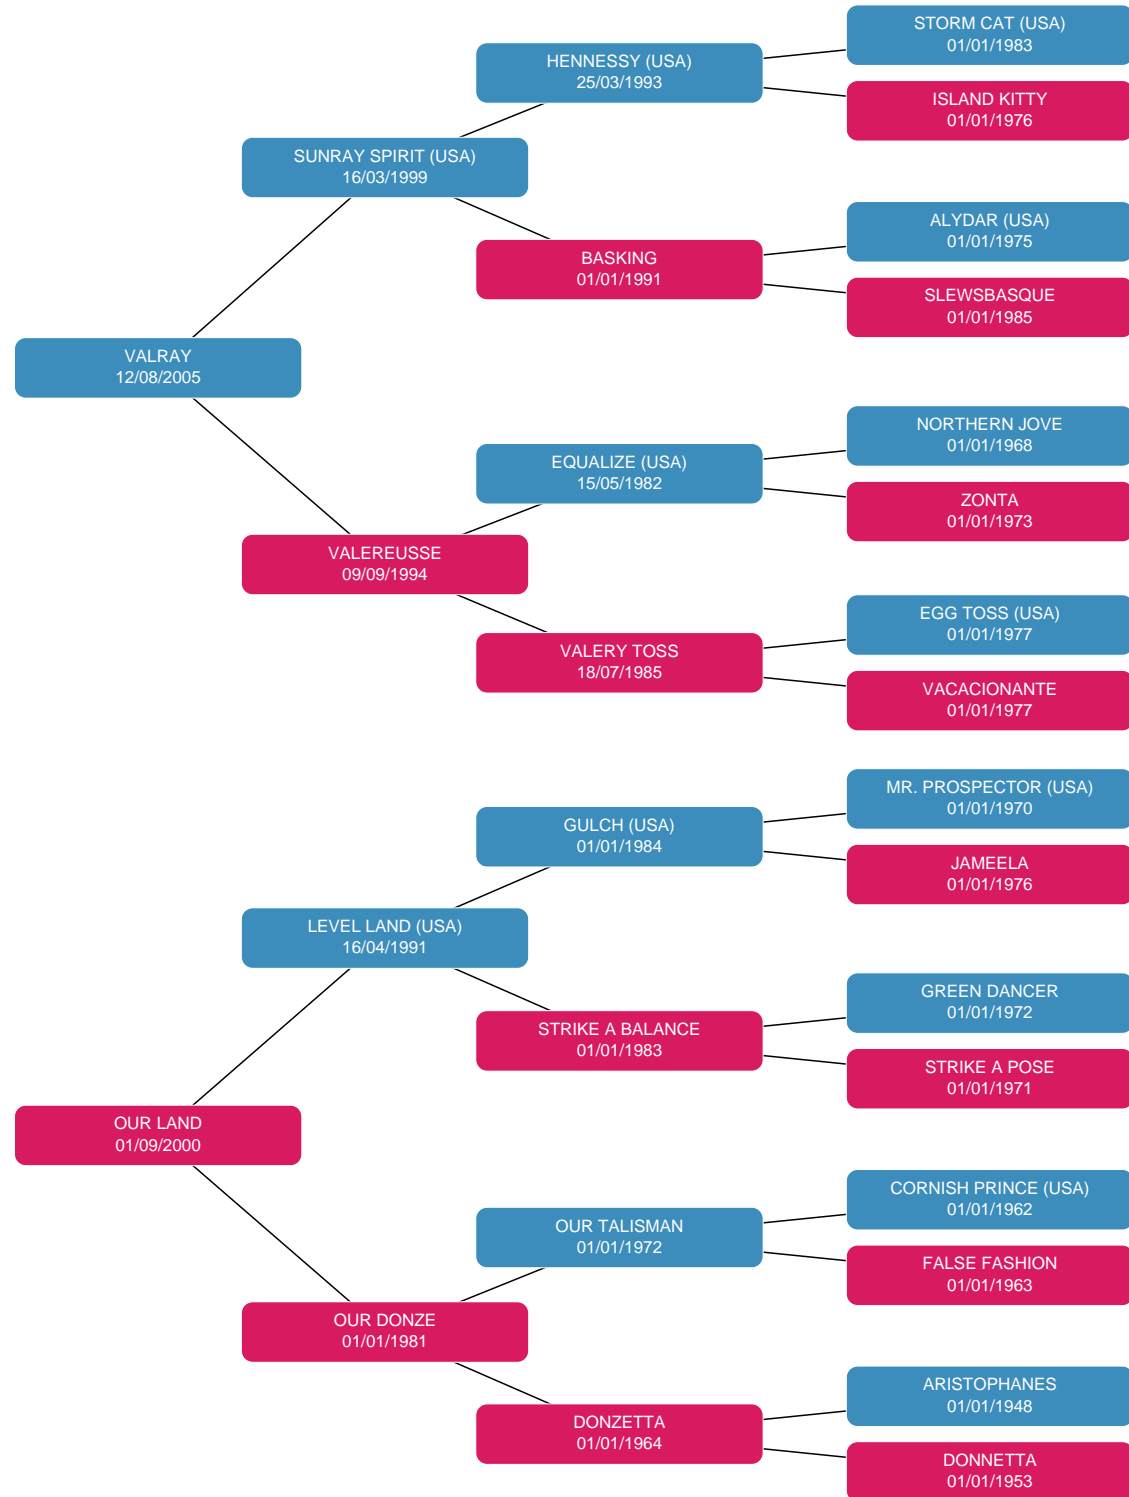 STORM CAT (USA)
01/01/1983
HENNESSY (USA)
25/03/1993
ISLAND KITTY
01/01/1976
SUNRAY SPIRIT (USA)
16/03/1999
ALYDAR (USA)
01/01/1975
BASKING
01/01/1991
SLEWSBASQUE
01/01/1985
VALRAY
12/08/2005
NORTHERN JOVE
01/01/1968
EQUALIZE (USA)
15/05/1982
ZONTA
01/01/1973
VALEREUSSE
09/09/1994
EGG TOSS (USA)
01/01/1977
VALERY TOSS
18/07/1985
VACACIONANTE
01/01/1977
MR. PROSPECTOR (USA)
01/01/1970
GULCH (USA)
01/01/1984
JAMEELA
01/01/1976
LEVEL LAND (USA)
16/04/1991
GREEN DANCER
01/01/1972
STRIKE A BALANCE
01/01/1983
STRIKE A POSE
01/01/1971
OUR LAND
01/09/2000
CORNISH PRINCE (USA)
01/01/1962
OUR TALISMAN
01/01/1972
FALSE FASHION
01/01/1963
OUR DONZE
01/01/1981
ARISTOPHANES
01/01/1948
DONZETTA
01/01/1964
DONNETTA
01/01/1953